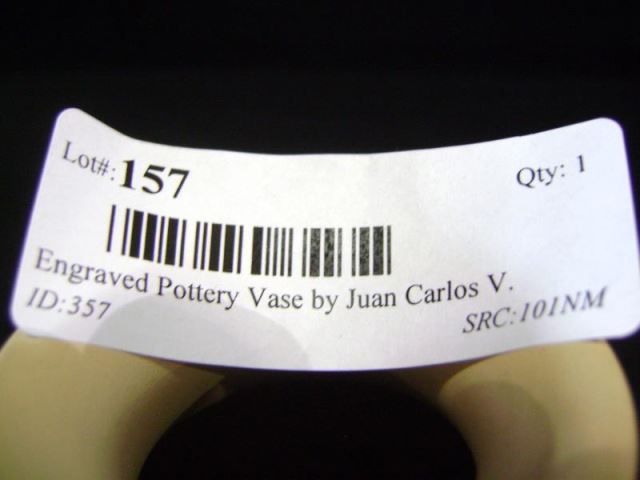 Lot#:157 Qty: 1
Engraved Pottery Vase by Juan Carlos V.
ID:357 SRC:101NM